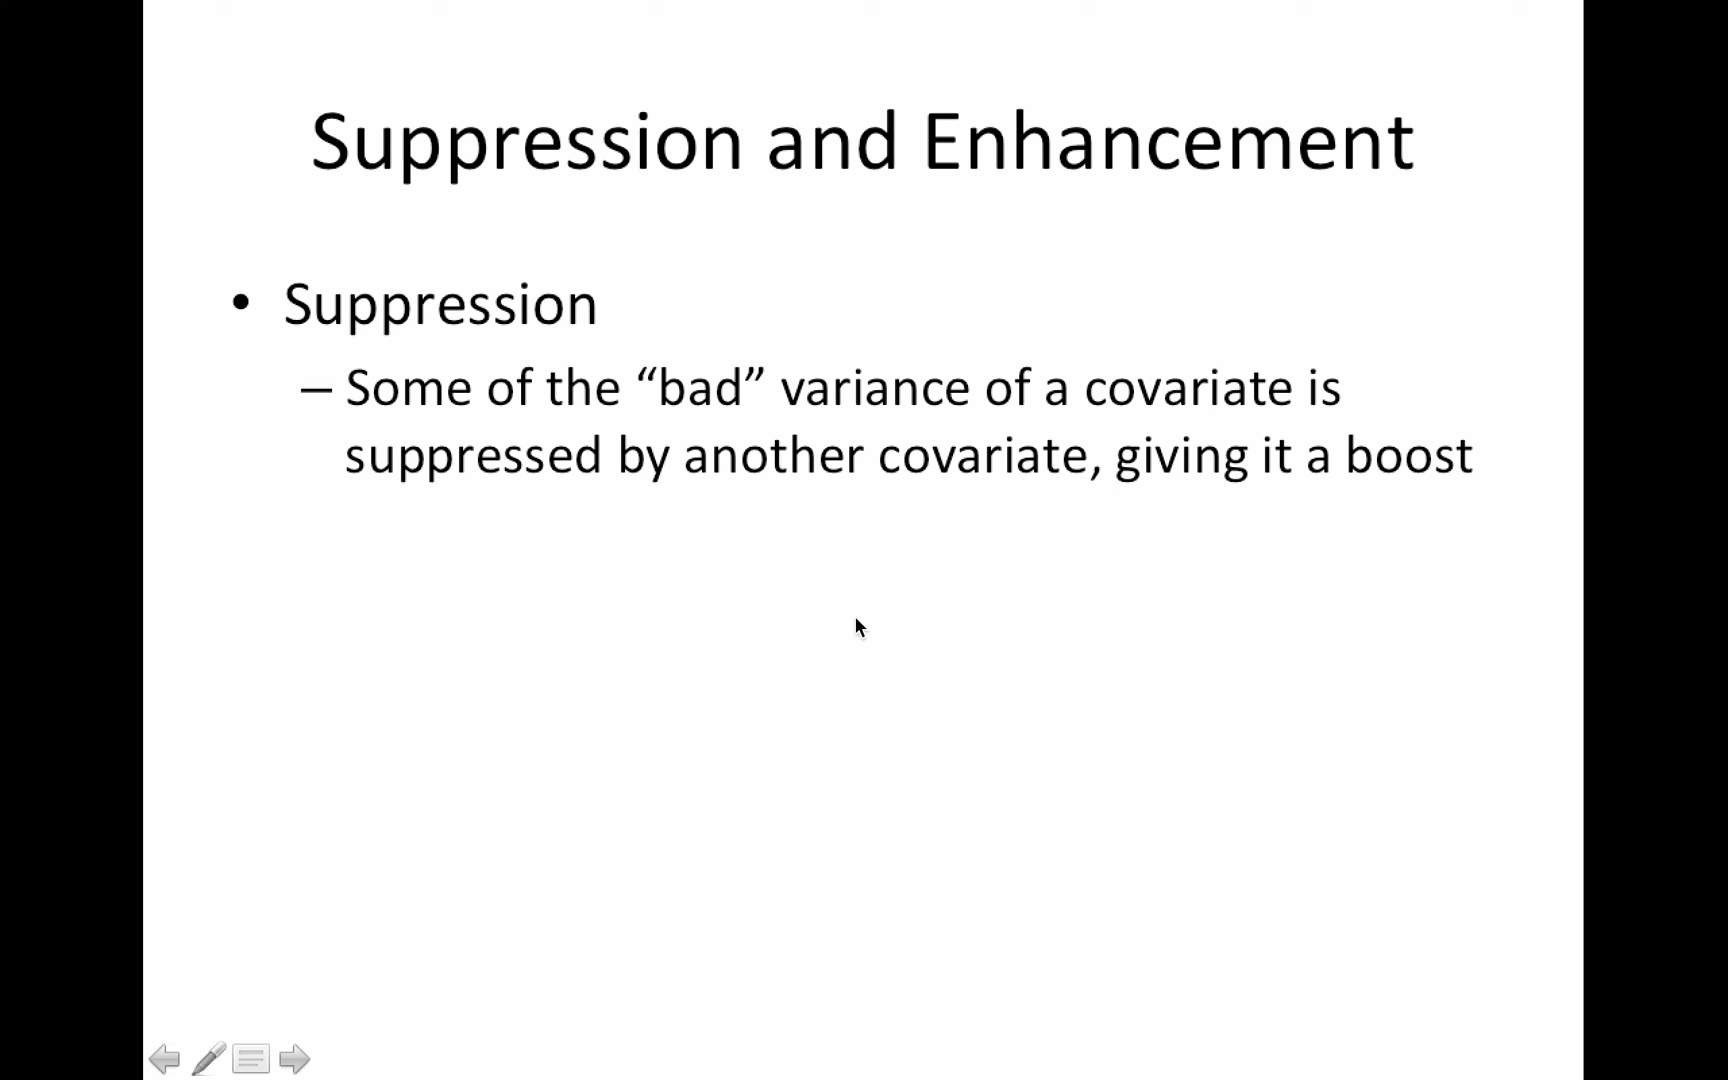 Suppression and Enhancement
• Suppression
– Some of the “bad” variance of a covariate is
suppressed by another covariate, giving it a boost